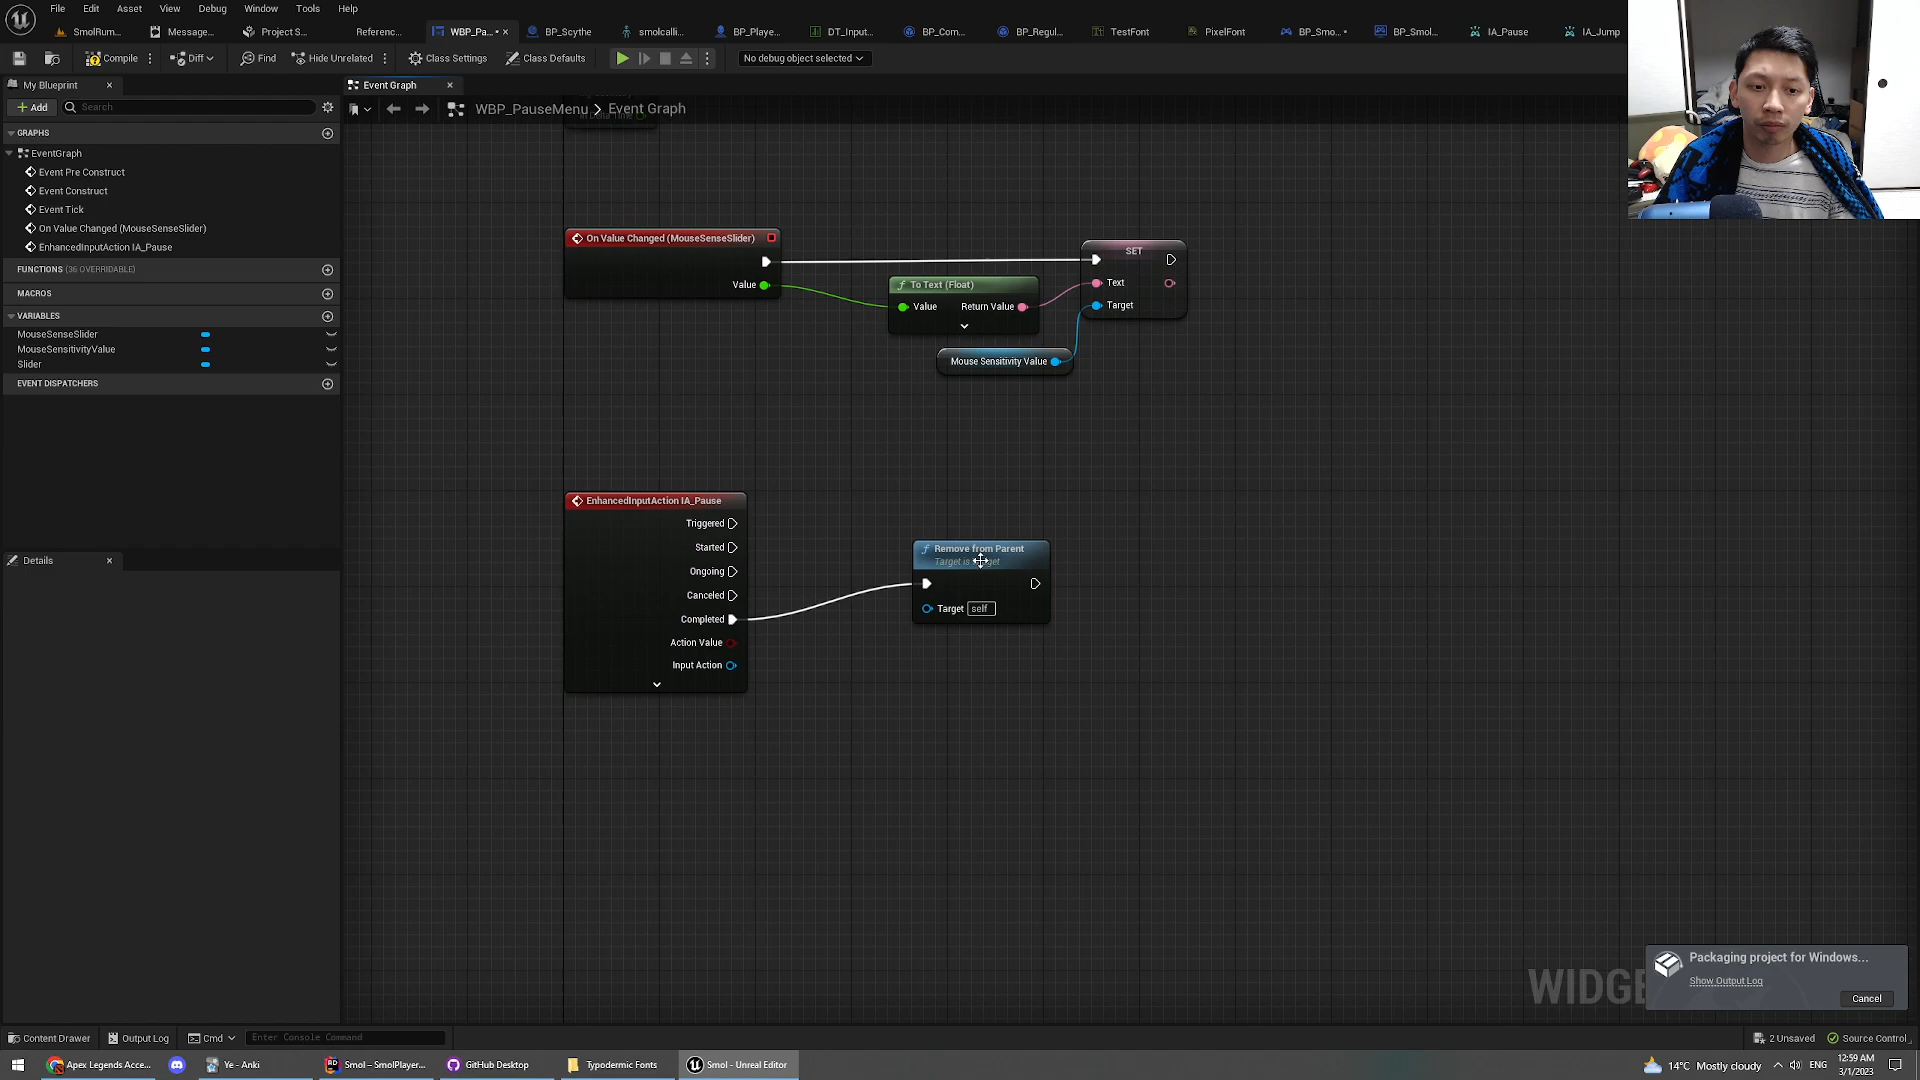 File Edit Asset View Debug Window Tools Help
SmolRum... Message... Project S... Referenc... WBP_Pa... BP_Scythe smolcalli... BP_Playe... DT_Input... BP_Com... BP_Regul... TestFont PixelFont BP_Smo... BP_Smol... IA_Pause IA_Jump
Compile Diff Find Hide Unrelated Class Settings Class Defaults No debug object selected
My Blueprint
Event Graph
Add Search
WBP_PauseMenu > Event Graph
GRAPHS
EventGraph
Event Pre Construct
Event Construct
Event Tick
On Value Changed (MouseSenseSlider)
EnhancedInputAction IA_Pause
FUNCTIONS (36 OVERRIDABLE)
MACROS
VARIABLES
MouseSenseSlider
MouseSensitivityValue
Slider
EVENT DISPATCHERS
Details
On Value Changed (MouseSenseSlider)
Value
f To Text (Float)
Value Return Value
SET
Text
Target
Mouse Sensitivity Value
EnhancedInputAction IA_Pause
Triggered
Started
Ongoing
Canceled
Completed
Action Value
Input Action
f Remove from Parent
Target is
Target self
Packaging project for Windows...
Show Output Log
Cancel
Content Drawer Output Log Cmd Enter Console Command 2 Unsaved Source Control
Apex Legends Acce... Ye - Anki Smol – SmolPlayer... GitHub Desktop Typodermic Fonts Smol - Unreal Editor 14°C Mostly cloudy ENG
12:59 AM
3/1/2023